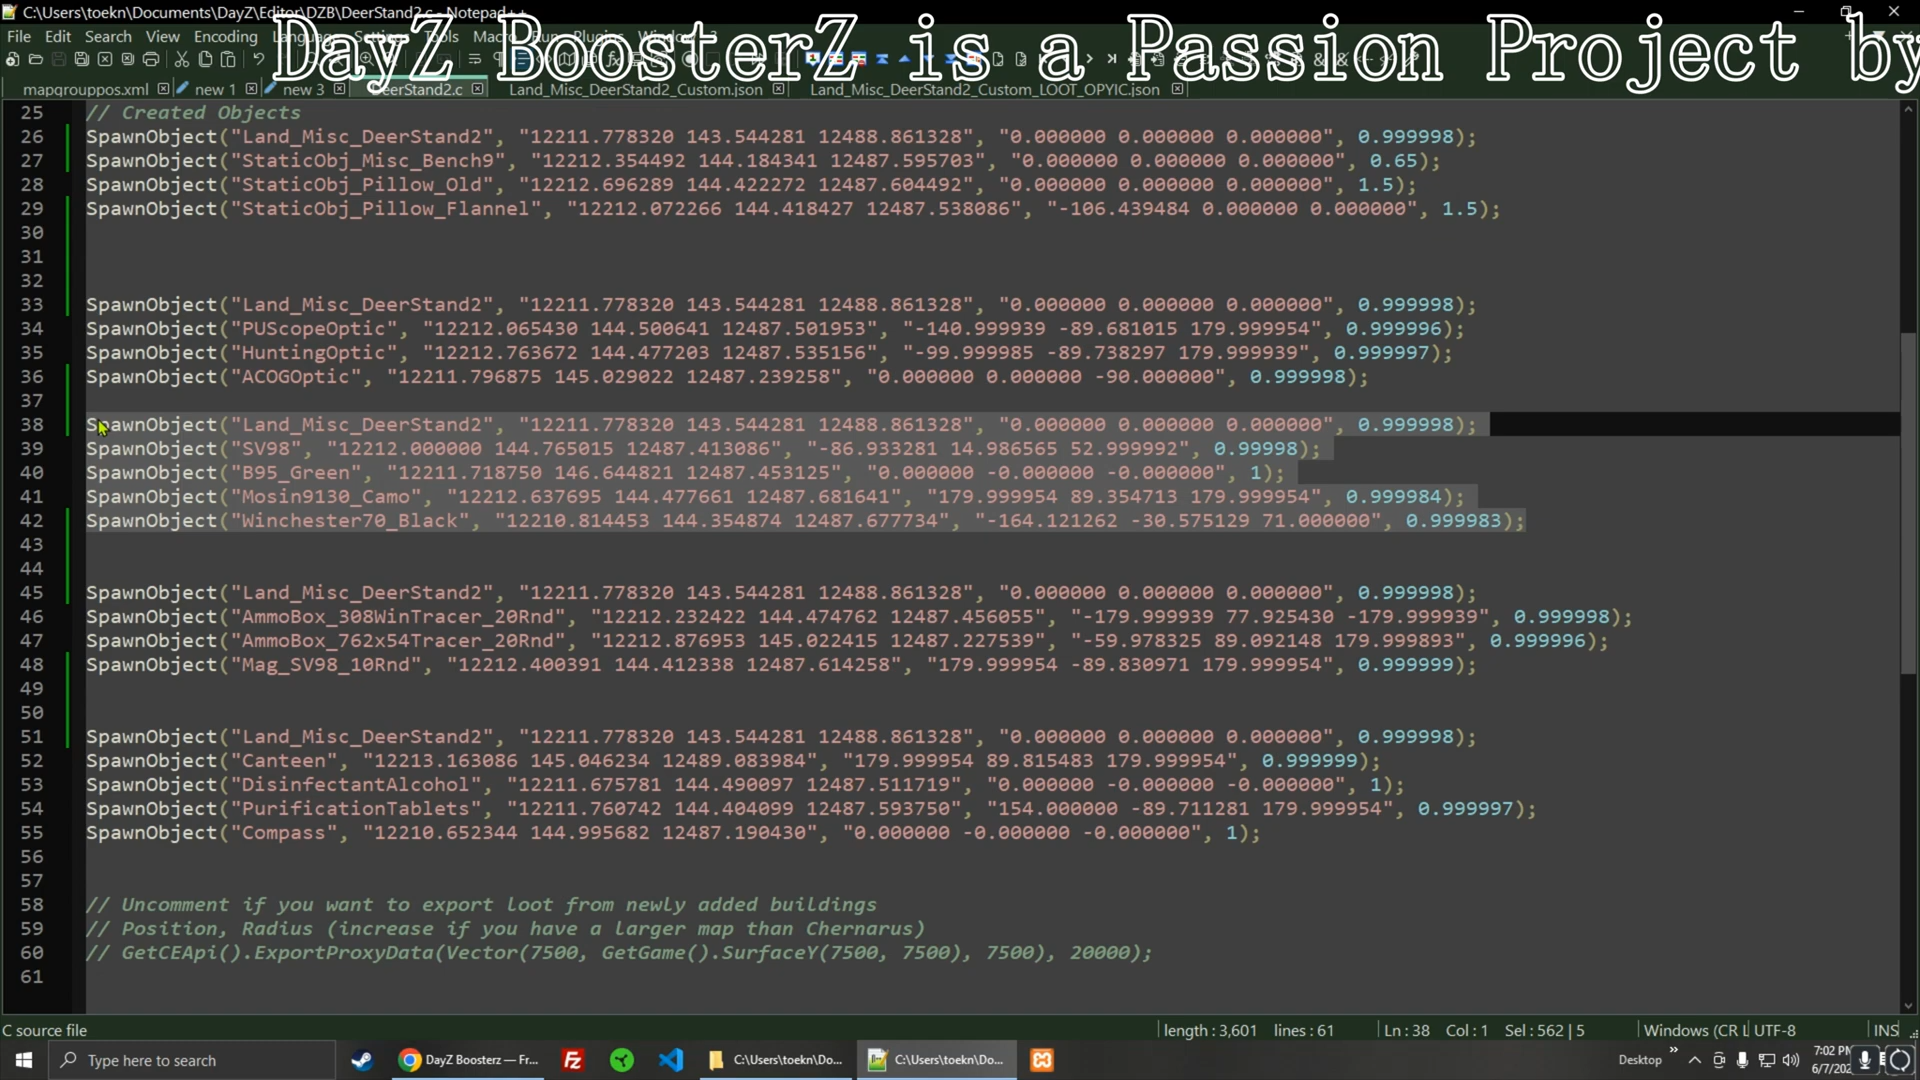 C:\Users\toekn\Documents\DayZ\Editor\DZB\DeerStand2.c - Notepad++
DayZ BoosterZ is a Passion Project by
File Edit Search View Encoding Language Settings Tools Macro Run Plugins Window ?
mapgrouppos.xml new 1 new 3 DeerStand2.c Land_Misc_DeerStand2_Custom.json Land_Misc_DeerStand2_Custom_LOOT_OPYIC.json
25 // Created Objects
26 SpawnObject("Land_Misc_DeerStand2", "12211.778320 143.544281 12488.861328", "0.000000 0.000000 0.000000", 0.999998);
27 SpawnObject("StaticObj_Misc_Bench9", "12212.354492 144.184341 12487.595703", "0.000000 0.000000 0.000000", 0.65);
28 SpawnObject("StaticObj_Pillow_Old", "12212.696289 144.422272 12487.604492", "0.000000 0.000000 0.000000", 1.5);
29 SpawnObject("StaticObj_Pillow_Flannel", "12212.072266 144.418427 12487.538086", "-106.439484 0.000000 0.000000", 1.5);
30
31
32
33 SpawnObject("Land_Misc_DeerStand2", "12211.778320 143.544281 12488.861328", "0.000000 0.000000 0.000000", 0.999998);
34 SpawnObject("PUScopeOptic", "12212.065430 144.500641 12487.501953", "-140.999939 -89.681015 179.999954", 0.999996);
35 SpawnObject("HuntingOptic", "12212.763672 144.477203 12487.535156", "-99.999985 -89.738297 179.999939", 0.999997);
36 SpawnObject("ACOGOptic", "12211.796875 145.029022 12487.239258", "0.000000 0.000000 -90.000000", 0.999998);
37
38 SpawnObject("Land_Misc_DeerStand2", "12211.778320 143.544281 12488.861328", "0.000000 0.000000 0.000000", 0.999998);
39 SpawnObject("SV98", "12212.000000 144.765015 12487.413086", "-86.933281 14.986565 52.999992", 0.99998);
40 SpawnObject("B95_Green", "12211.718750 146.644821 12487.453125", "0.000000 -0.000000 -0.000000", 1);
41 SpawnObject("Mosin9130_Camo", "12212.637695 144.477661 12487.681641", "179.999954 89.354713 179.999954", 0.999984);
42 SpawnObject("Winchester70_Black", "12210.814453 144.354874 12487.677734", "-164.121262 -30.575129 71.000000", 0.999983);
43
44
45 SpawnObject("Land_Misc_DeerStand2", "12211.778320 143.544281 12488.861328", "0.000000 0.000000 0.000000", 0.999998);
46 SpawnObject("AmmoBox_308WinTracer_20Rnd", "12212.232422 144.474762 12487.456055", "-179.999939 77.925430 -179.999939", 0.999998);
47 SpawnObject("AmmoBox_762x54Tracer_20Rnd", "12212.876953 145.022415 12487.227539", "-59.978325 89.092148 179.999893", 0.999996);
48 SpawnObject("Mag_SV98_10Rnd", "12212.400391 144.412338 12487.614258", "179.999954 -89.830971 179.999954", 0.999999);
49
50
51 SpawnObject("Land_Misc_DeerStand2", "12211.778320 143.544281 12488.861328", "0.000000 0.000000 0.000000", 0.999998);
52 SpawnObject("Canteen", "12213.163086 145.046234 12489.083984", "179.999954 89.815483 179.999954", 0.999999);
53 SpawnObject("DisinfectantAlcohol", "12211.675781 144.490097 12487.511719", "0.000000 -0.000000 -0.000000", 1);
54 SpawnObject("PurificationTablets", "12211.760742 144.404099 12487.593750", "154.000000 -89.711281 179.999954", 0.999997);
55 SpawnObject("Compass", "12210.652344 144.995682 12487.190430", "0.000000 -0.000000 -0.000000", 1);
56
57
58 // Uncomment if you want to export loot from newly added buildings
59 // Position, Radius (increase if you have a larger map than Chernarus)
60 // GetCEApi().ExportProxyData(Vector(7500, GetGame().SurfaceY(7500, 7500), 7500), 20000);
61
C source file length : 3,601 lines : 61 Ln : 38 Col : 1 Sel : 562 | 5 Windows (CR L UTF-8 INS
Type here to search DayZ Boosterz — Fr... C:\Users\toekn\Do... C:\Users\toekn\Do... Desktop 7:02 PM
6/7/20